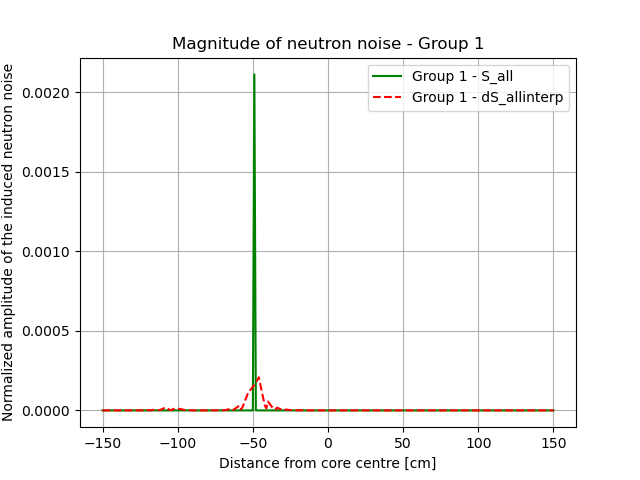 Magnitude of neutron noise - Group 1
Group 1 - S_all
Group 1 - dS_allinterp
Normalized amplitude of the induced neutron noise
0.0020
0.0015
0.0010
0.0005
0.0000
−150 −100 −50 0 50 100 150
Distance from core centre [cm]